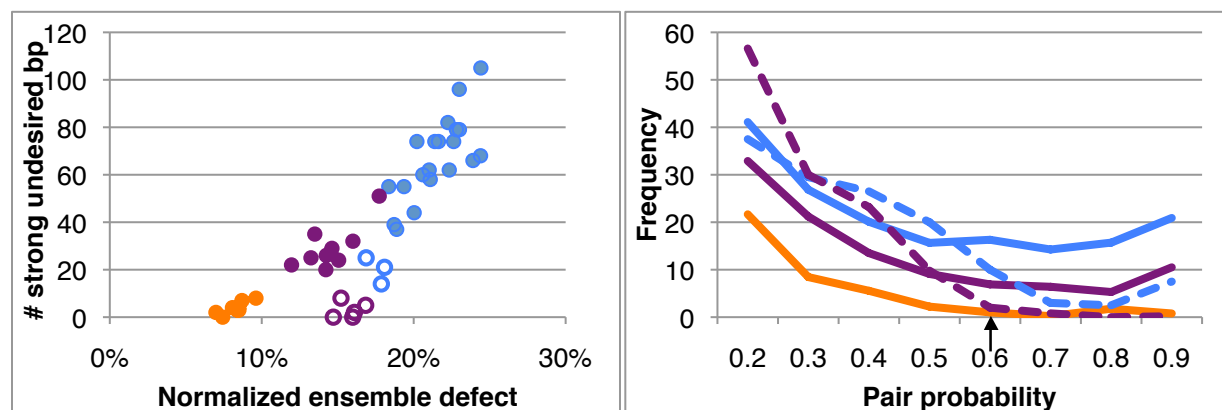 120
100
80
60
40
20
0
# strong undesired bp
0% 10% 20% 30%
Normalized ensemble defect
60
50
40
30
20
10
0
Frequency
0.2 0.3 0.4 0.5 0.6 0.7 0.8 0.9
Pair probability